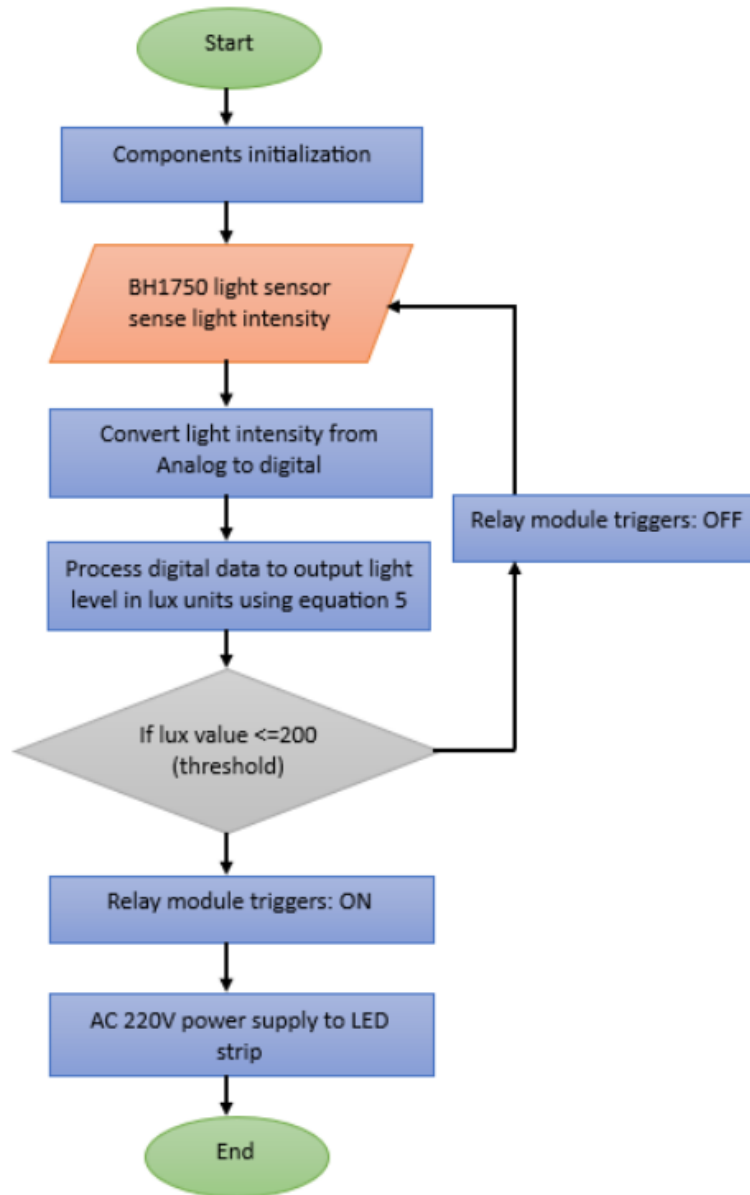 Start
Components initialization
BH1750 light sensor
sense light intensity
Convert light intensity from
Analog to digital
Relay module triggers: OFF
Process digital data to output light
level in lux units using equation 5
If lux value <=200
(threshold)
Relay module triggers: ON
AC 220V power supply to LED
strip
End